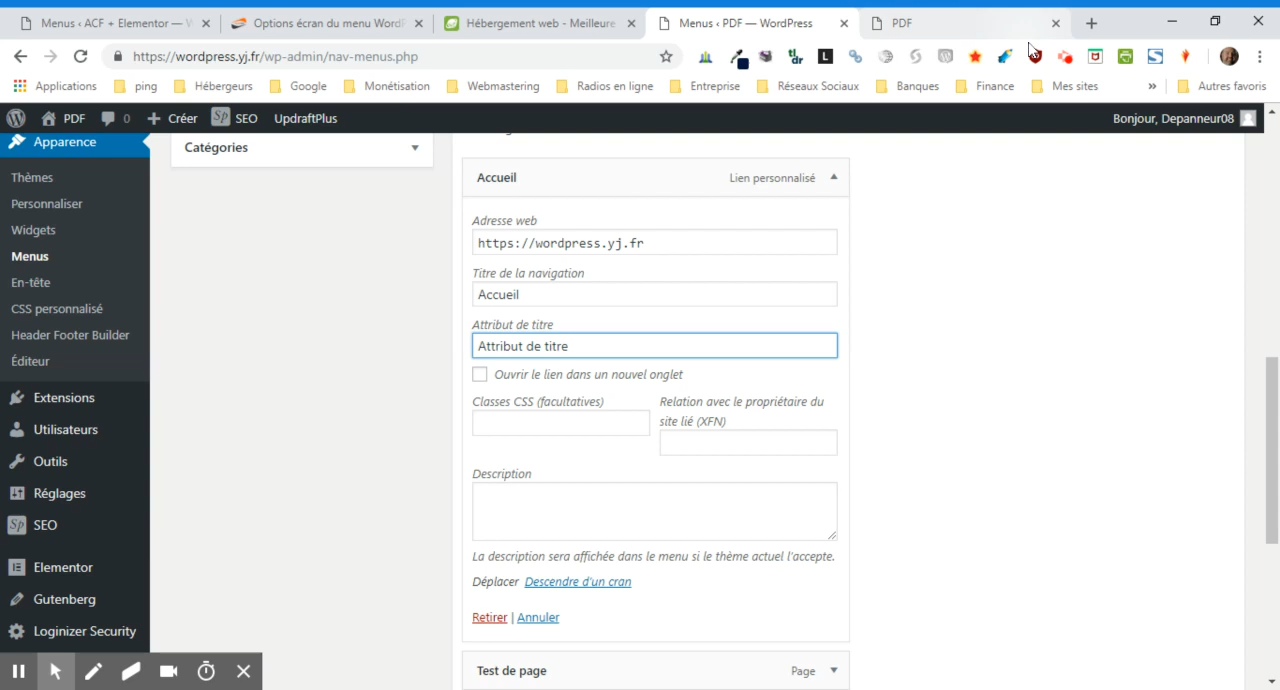 Menus ‹ ACF + Elementor — W
Options écran du menu WordP
Hébergement web - Meilleure
Menus ‹ PDF — WordPress
PDF
https://wordpress.yj.fr/wp-admin/nav-menus.php
tl;dr
L
Applications
ping
Hébergeurs
Google
Monétisation
Webmastering
Radios en ligne
Entreprise
Réseaux Sociaux
Banques
Finance
Mes sites
»
Autres favoris
PDF
0
Créer
Sp SEO
UpdraftPlus
Bonjour, Depanneur08
Apparence
Thèmes
Personnaliser
Widgets
Menus
En-tête
CSS personnalisé
Header Footer Builder
Éditeur
Extensions
Utilisateurs
Outils
Réglages
Sp SEO
Elementor
Gutenberg
Loginizer Security
Catégories
Accueil
Lien personnalisé
Adresse web
https://wordpress.yj.fr
Titre de la navigation
Accueil
Attribut de titre
Attribut de titre
Ouvrir le lien dans un nouvel onglet
Classes CSS (facultatives)
Relation avec le propriétaire du
site lié (XFN)
Description
La description sera affichée dans le menu si le thème actuel l'accepte.
Déplacer Descendre d'un cran
Retirer | Annuler
Test de page
Page